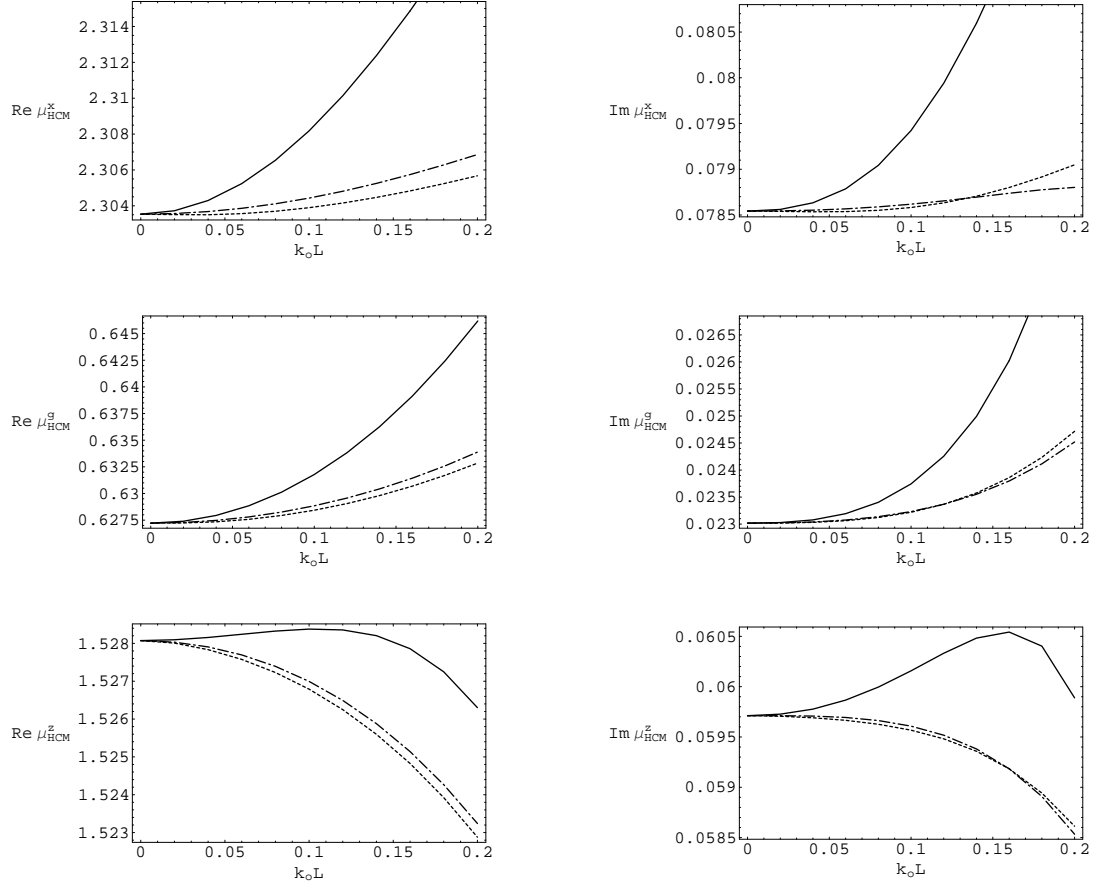 2.314
2.312
2.31
2.308
2.306
2.304
Re μ^x_HCM
0 0.05 0.1 0.15 0.2
k_oL
0.0805
0.08
0.0795
0.079
0.0785
Im μ^x_HCM
0 0.05 0.1 0.15 0.2
k_oL
0.645
0.6425
0.64
0.6375
0.635
0.6325
0.63
0.6275
Re μ^g_HCM
0 0.05 0.1 0.15 0.2
k_oL
0.0265
0.026
0.0255
0.025
0.0245
0.024
0.0235
0.023
Im μ^g_HCM
0 0.05 0.1 0.15 0.2
k_oL
1.528
1.527
1.526
1.525
1.524
1.523
Re μ^z_HCM
0 0.05 0.1 0.15 0.2
k_oL
0.0605
0.06
0.0595
0.059
0.0585
Im μ^z_HCM
0 0.05 0.1 0.15 0.2
k_oL